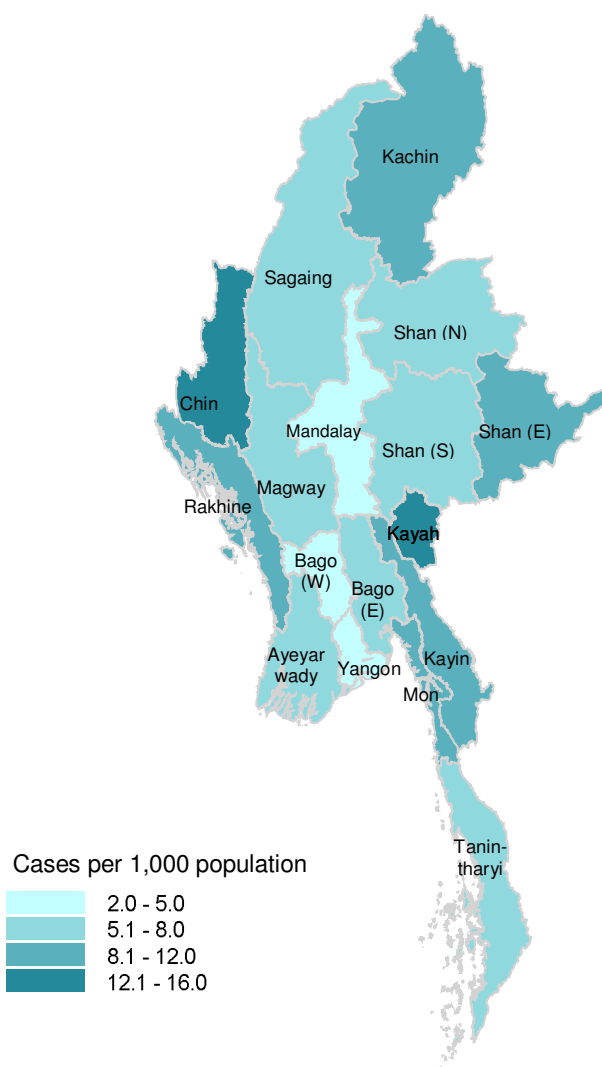 Kachin
Sagaing
Shan (N)
Chin
Mandalay
Shan (E)
Shan (S)
Magway
Rakhine
Kayah
Bago
(W)
Bago
(E)
Ayeyar
wady
Yangon
Kayin
Mon
Tanin-
tharyi
Cases per 1,000 population
2.0 - 5.0
5.1 - 8.0
8.1 - 12.0
12.1 - 16.0